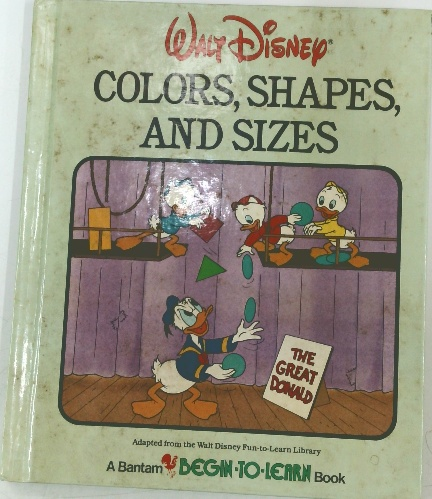 WALT DISNEY®
COLORS, SHAPES,
AND SIZES
THE
GREAT
DONALD
Adapted from the Walt Disney Fun-to-Learn Library
A Bantam BEGIN·TO·LEARN Book